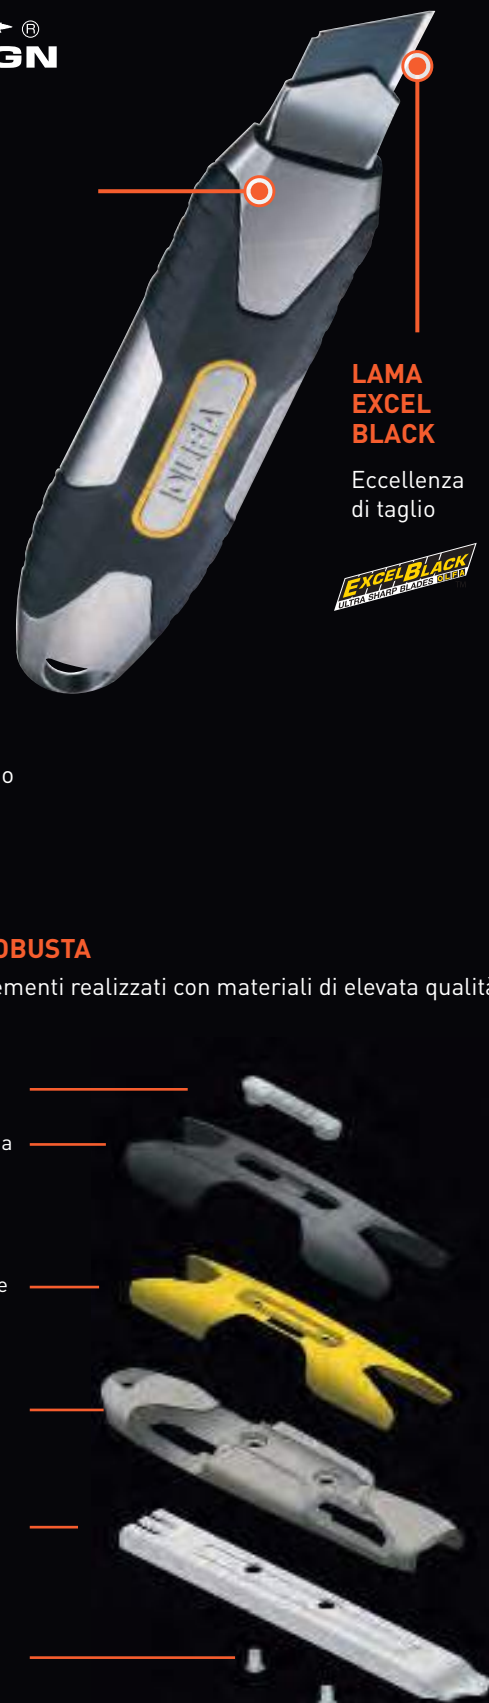 ®
GN
LAMA
EXCEL
BLACK
Eccellenza
di taglio
EXCELBLACK
ULTRA SHARP BLADES OLFA
TM
o
OBUSTA
ementi realizzati con materiali di elevata qualità
a
e